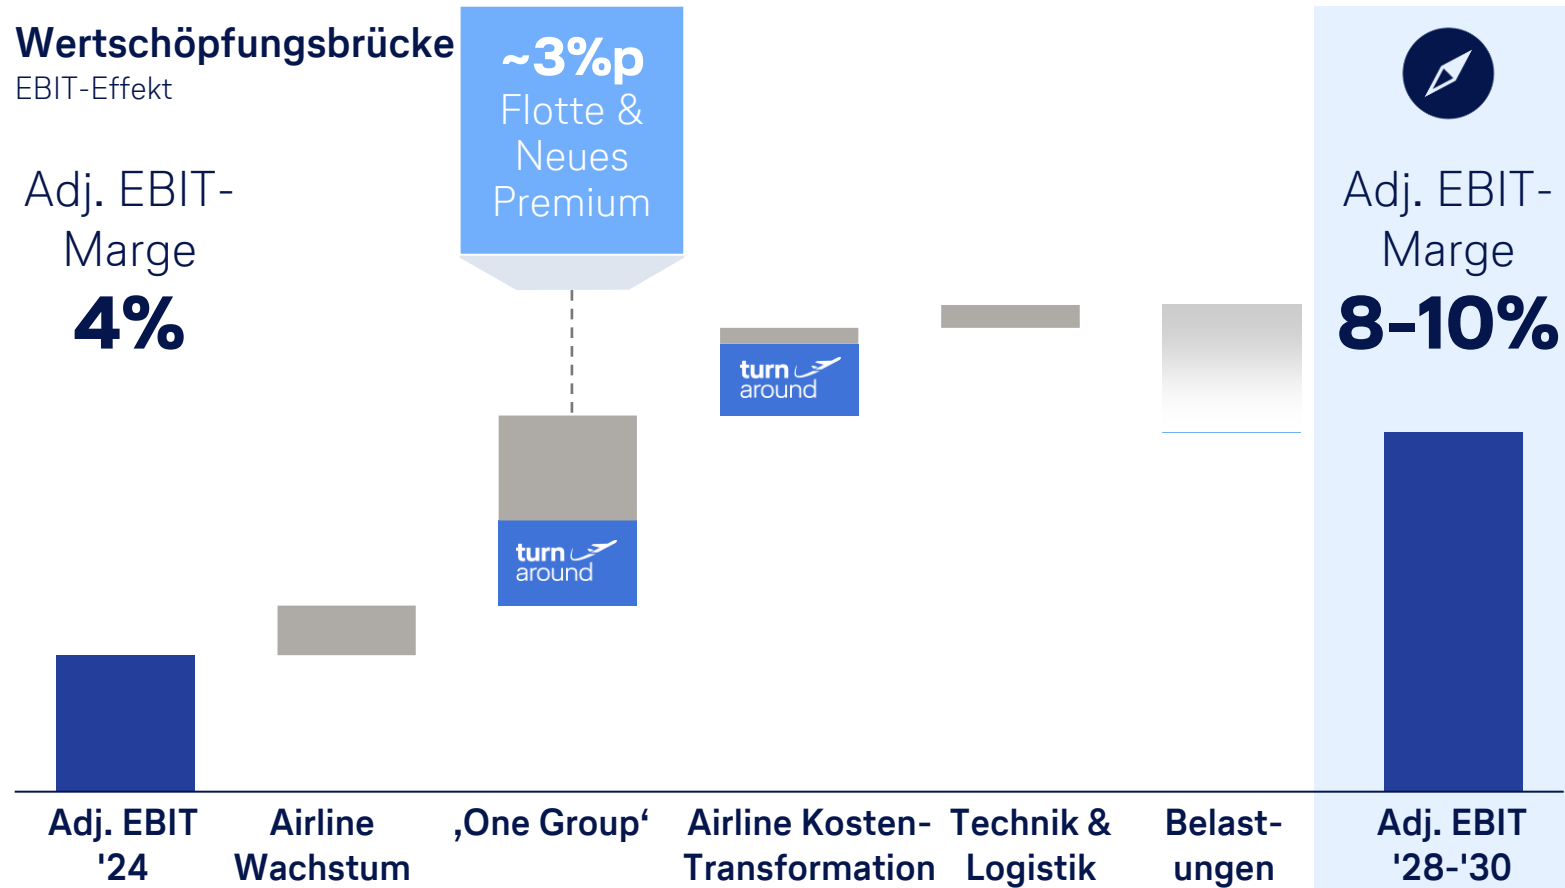 Wertschöpfungsbrücke
EBIT-Effekt
~3%p
Flotte &
Neues
Premium
Adj. EBIT-
Marge
4%
Adj. EBIT-
Marge
8-10%
turn
around
turn
around
Adj. EBIT
'24
Airline
Wachstum
‚One Group‘
Airline Kosten-
Transformation
Technik &
Logistik
Belast-
ungen
Adj. EBIT
'28-'30